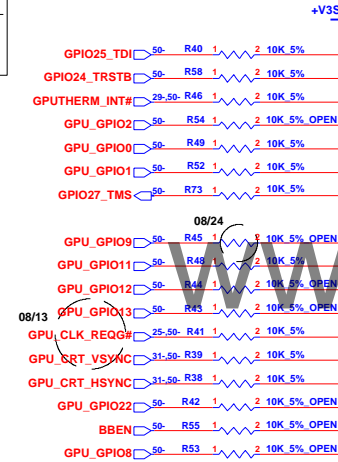 +V3S
GPIO25_TDI 50- R40 1 2 10K_5%
GPIO24_TRSTB 50- R58 1 2 10K_5%
GPUTHERM_INT# 29-,50- R46 1 2 10K_5%
GPU_GPIO2 50- R54 1 2 10K_5%_OPEN
GPU_GPIO0 50- R49 1 2 10K_5%
GPU_GPIO1 50- R52 1 2 10K_5%
GPIO27_TMS 50- R73 1 2 10K_5%
08/24
GPU_GPIO9 50- R45 1 2 10K_5%_OPEN
GPU_GPIO11 50- R48 1 2 10K_5%
GPU_GPIO12 50- R44 1 2 10K_5%_OPEN
GPU_GPIO13 50- R43 1 2 10K_5%_OPEN
08/13
GPU_CLK_REQG# 25-,50- R41 1 2 10K_5%
GPU_CRT_VSYNC 31-,50- R39 1 2 10K_5%
GPU_CRT_HSYNC 31-,50- R38 1 2 10K_5%
GPU_GPIO22 50- R42 1 2 10K_5%_OPEN
BBEN 50- R55 1 2 10K_5%_OPEN
GPU_GPIO8 50- R53 1 2 10K_5%_OPEN